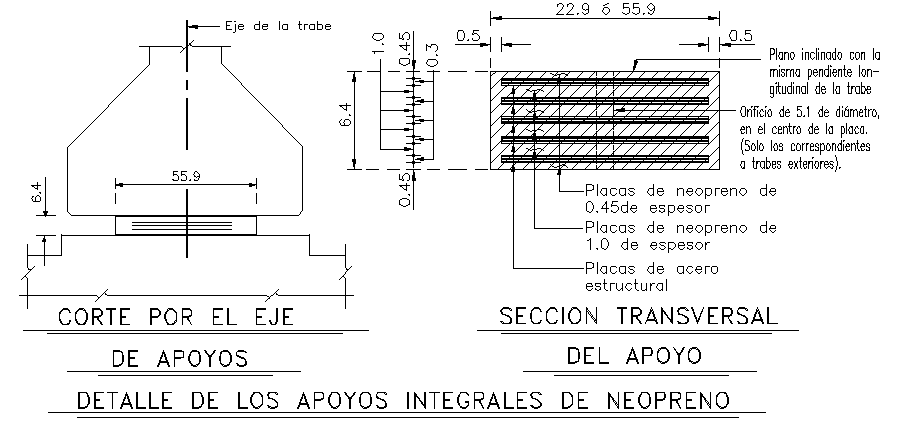 Eje de la trabe
55.9
6.4
CORTE POR EL EJE
DE APOYOS
22.9 ó 55.9
0.5
0.5
1.0
0.45
0.3
6.4
0.45
Plano inclinado con la
misma pendiente lon-
gitudinal de la trabe
Orificio de 5.1 de diámetro,
en el centro de la placa.
(Solo los correspondientes
a trabes exteriores).
Placas de neopreno de
0.45de espesor
Placas de neopreno de
1.0 de espesor
Placas de acero
estructural
SECCION TRANSVERSAL
DEL APOYO
DETALLE DE LOS APOYOS INTEGRALES DE NEOPRENO